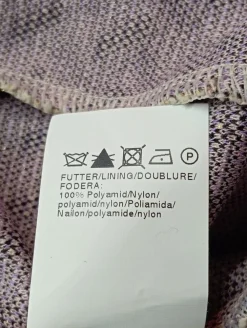 P
FUTTER/LINING/DOUBLURE/
FODERA:
100% Polyamid/Nylon/
polyamid/nylon/Poliamida/
Nailon/polyamide/nylon